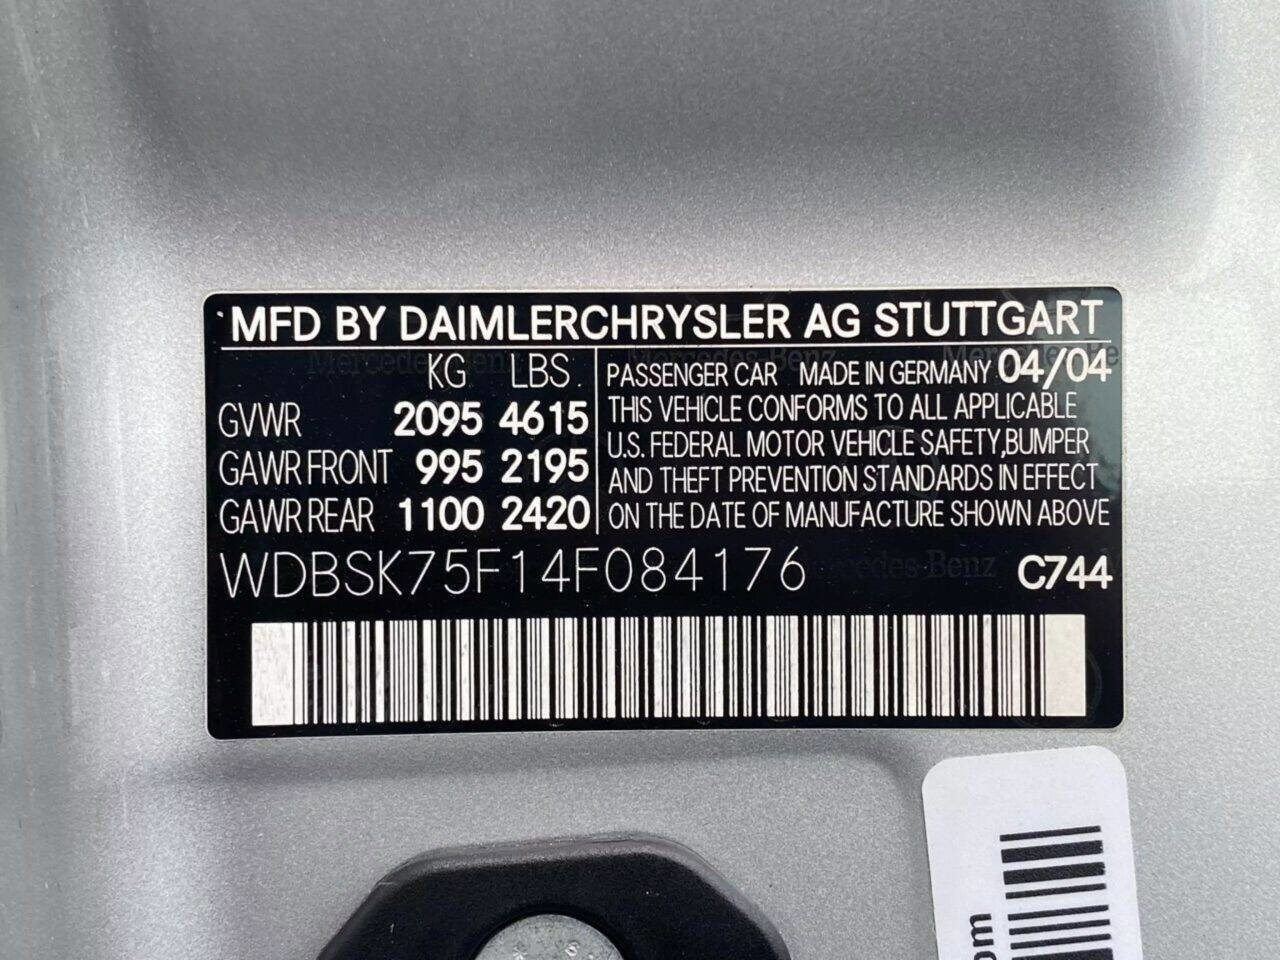 MFD BY DAIMLERCHRYSLER AG STUTTGART
KG LBS.
GVWR 2095 4615
GAWR FRONT 995 2195
GAWR REAR 1100 2420
PASSENGER CAR MADE IN GERMANY 04/04
THIS VEHICLE CONFORMS TO ALL APPLICABLE
U.S. FEDERAL MOTOR VEHICLE SAFETY,BUMPER
AND THEFT PREVENTION STANDARDS IN EFFECT
ON THE DATE OF MANUFACTURE SHOWN ABOVE
WDBSK75F14F084176 C744